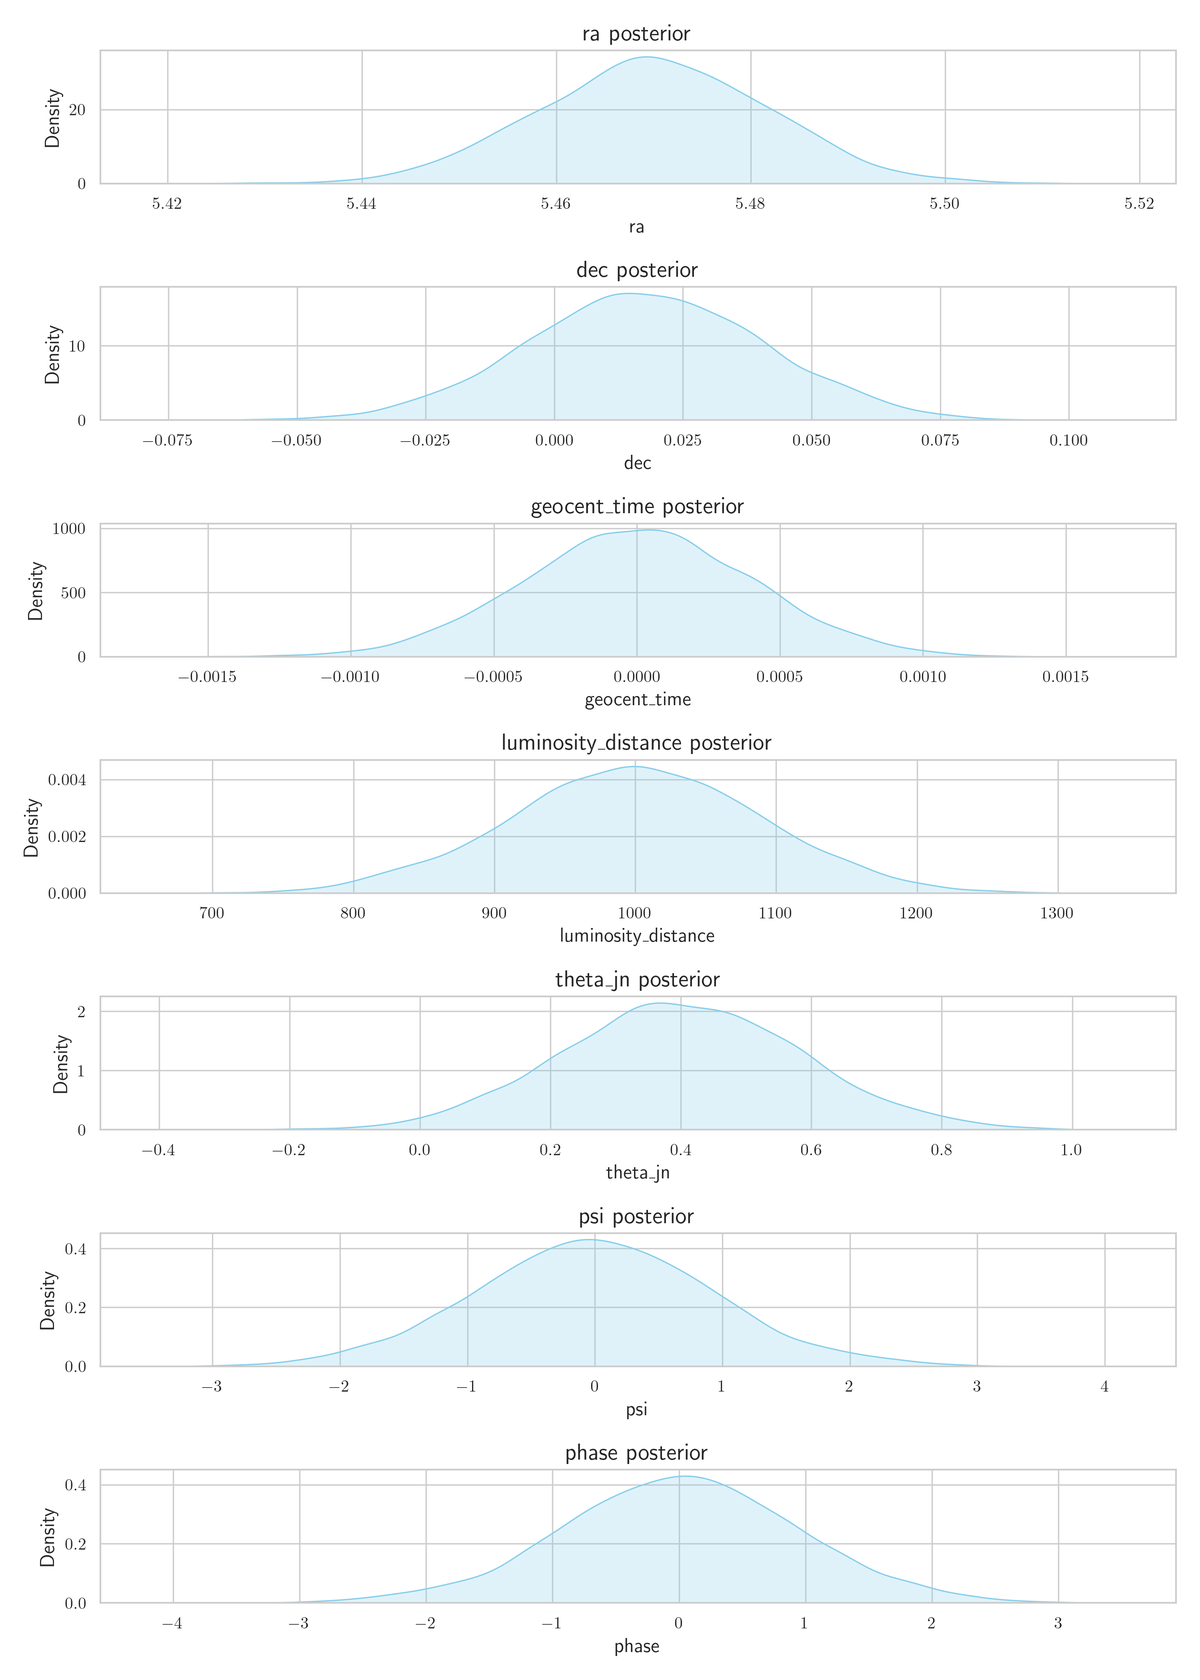 ra posterior
Density
20
0
5.42 5.44 5.46 5.48 5.50 5.52
ra
dec posterior
Density
10
0
−0.075 −0.050 −0.025 0.000 0.025 0.050 0.075 0.100
dec
geocent_time posterior
Density
1000
500
0
−0.0015 −0.0010 −0.0005 0.0000 0.0005 0.0010 0.0015
geocent_time
luminosity_distance posterior
Density
0.004
0.002
0.000
700 800 900 1000 1100 1200 1300
luminosity_distance
theta_jn posterior
Density
2
1
0
−0.4 −0.2 0.0 0.2 0.4 0.6 0.8 1.0
theta_jn
psi posterior
Density
0.4
0.2
0.0
−3 −2 −1 0 1 2 3 4
psi
phase posterior
Density
0.4
0.2
0.0
−4 −3 −2 −1 0 1 2 3
phase